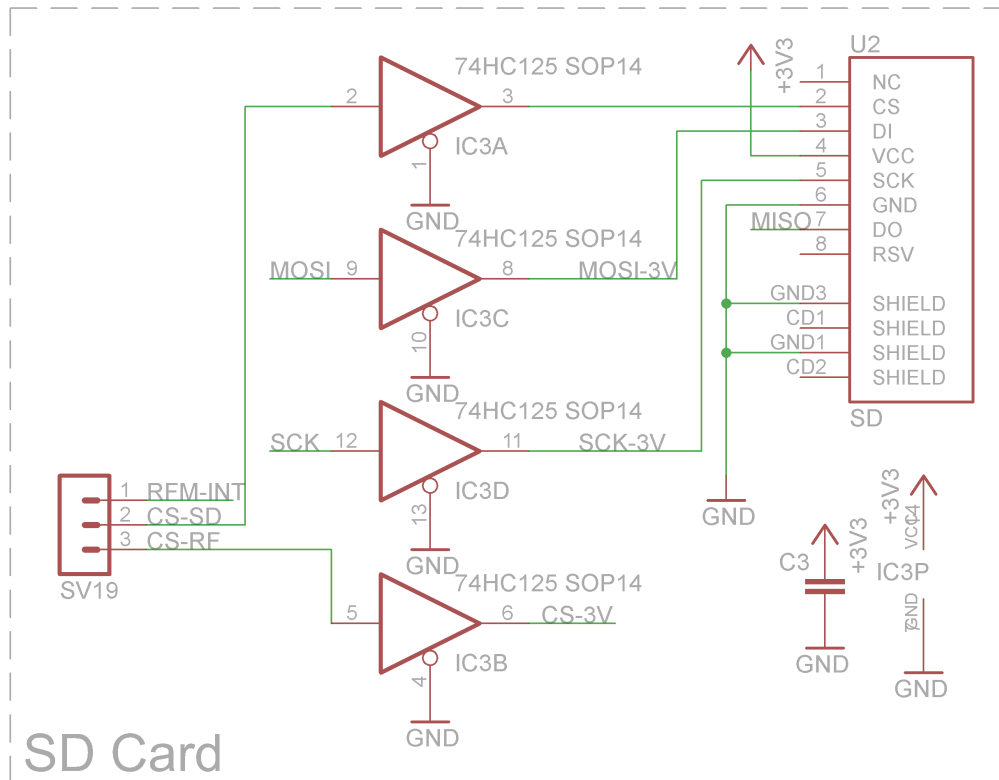 74HC125 SOP14
2
3
IC3A
1
GND
74HC125 SOP14
MOSI
9
8
MOSI-3V
IC3C
10
GND
74HC125 SOP14
SCK
12
11
SCK-3V
IC3D
13
GND
74HC125 SOP14
5
6
CS-3V
IC3B
4
GND
1
RFM-INT
2
CS-SD
3
CS-RF
SV19
+3V3
U2
1
NC
2
CS
3
DI
4
VCC
5
SCK
6
GND
MISO
7
DO
8
RSV
GND3
SHIELD
CD1
SHIELD
GND1
SHIELD
CD2
SHIELD
SD
GND
C3
+3V3
GND
+3V3
14
VCC
IC3P
7
GND
GND
SD Card